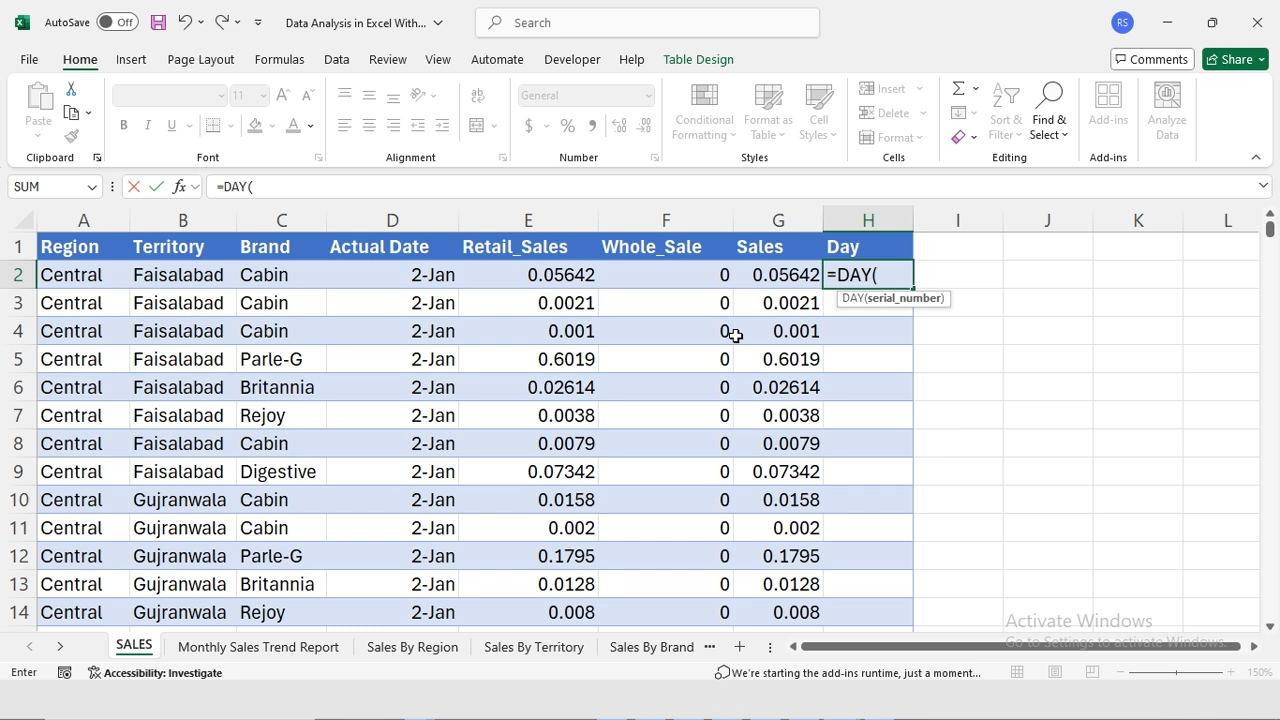 AutoSave Off Data Analysis in Excel With... Search RS
File Home Insert Page Layout Formulas Data Review View Automate Developer Help Table Design Comments Share
Paste 11 A A ab General Conditional Formatting Format as Table Cell Styles Insert Delete Format Sort & Filter Find & Select Add-ins Analyze Data
B I U A $ % 9
Clipboard Font Alignment Number Styles Cells Editing Add-ins
SUM fx =DAY(
A B C D E F G H I J K L
1 Region Territory Brand Actual Date Retail_Sales Whole_Sale Sales Day
2 Central Faisalabad Cabin 2-Jan 0.05642 0 0.05642 =DAY(
DAY(serial_number)
3 Central Faisalabad Cabin 2-Jan 0.0021 0 0.0021
4 Central Faisalabad Cabin 2-Jan 0.001 0 0.001
5 Central Faisalabad Parle-G 2-Jan 0.6019 0 0.6019
6 Central Faisalabad Britannia 2-Jan 0.02614 0 0.02614
7 Central Faisalabad Rejoy 2-Jan 0.0038 0 0.0038
8 Central Faisalabad Cabin 2-Jan 0.0079 0 0.0079
9 Central Faisalabad Digestive 2-Jan 0.07342 0 0.07342
10 Central Gujranwala Cabin 2-Jan 0.0158 0 0.0158
11 Central Gujranwala Cabin 2-Jan 0.002 0 0.002
12 Central Gujranwala Parle-G 2-Jan 0.1795 0 0.1795
13 Central Gujranwala Britannia 2-Jan 0.0128 0 0.0128
14 Central Gujranwala Rejoy 2-Jan 0.008 0 0.008
Activate Windows
Go to Settings to activate Windows.
SALES Monthly Sales Trend Report Sales By Region Sales By Territory Sales By Brand ...
Enter Accessibility: Investigate We're starting the add-ins runtime, just a moment... 150%